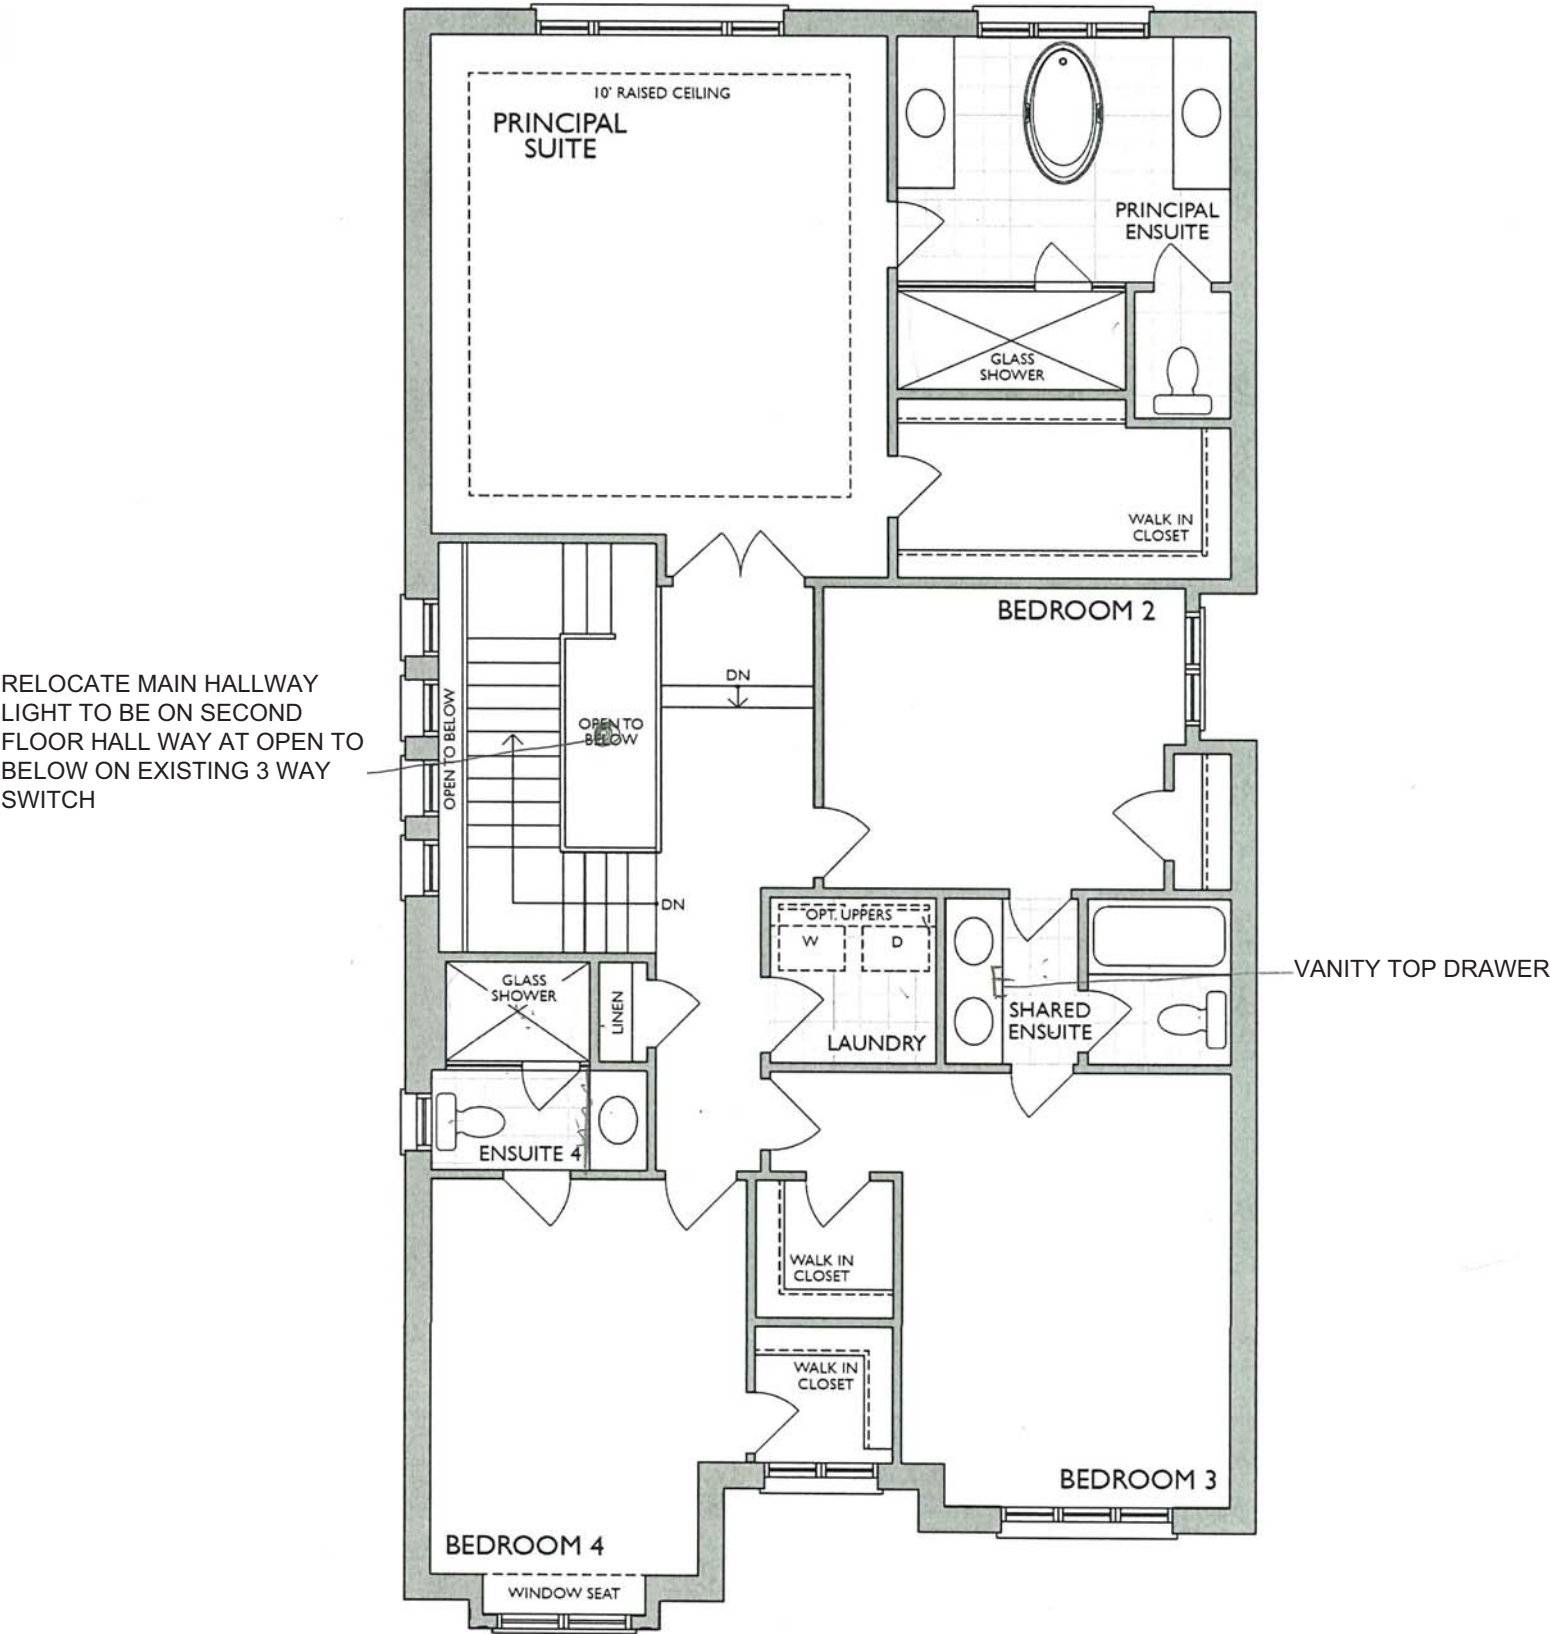 10' RAISED CEILING
PRINCIPAL
SUITE
PRINCIPAL
ENSUITE
GLASS
SHOWER
WALK IN
CLOSET
BEDROOM 2
DN
RELOCATE MAIN HALLWAY
LIGHT TO BE ON SECOND
FLOOR HALL WAY AT OPEN TO
BELOW ON EXISTING 3 WAY
SWITCH
OPEN TO BELOW
OPEN TO
BELOW
DN
OPT. UPPERS
W
D
GLASS
SHOWER
LINEN
LAUNDRY
SHARED
ENSUITE
VANITY TOP DRAWER
ENSUITE 4
WALK IN
CLOSET
WALK IN
CLOSET
BEDROOM 3
BEDROOM 4
WINDOW SEAT